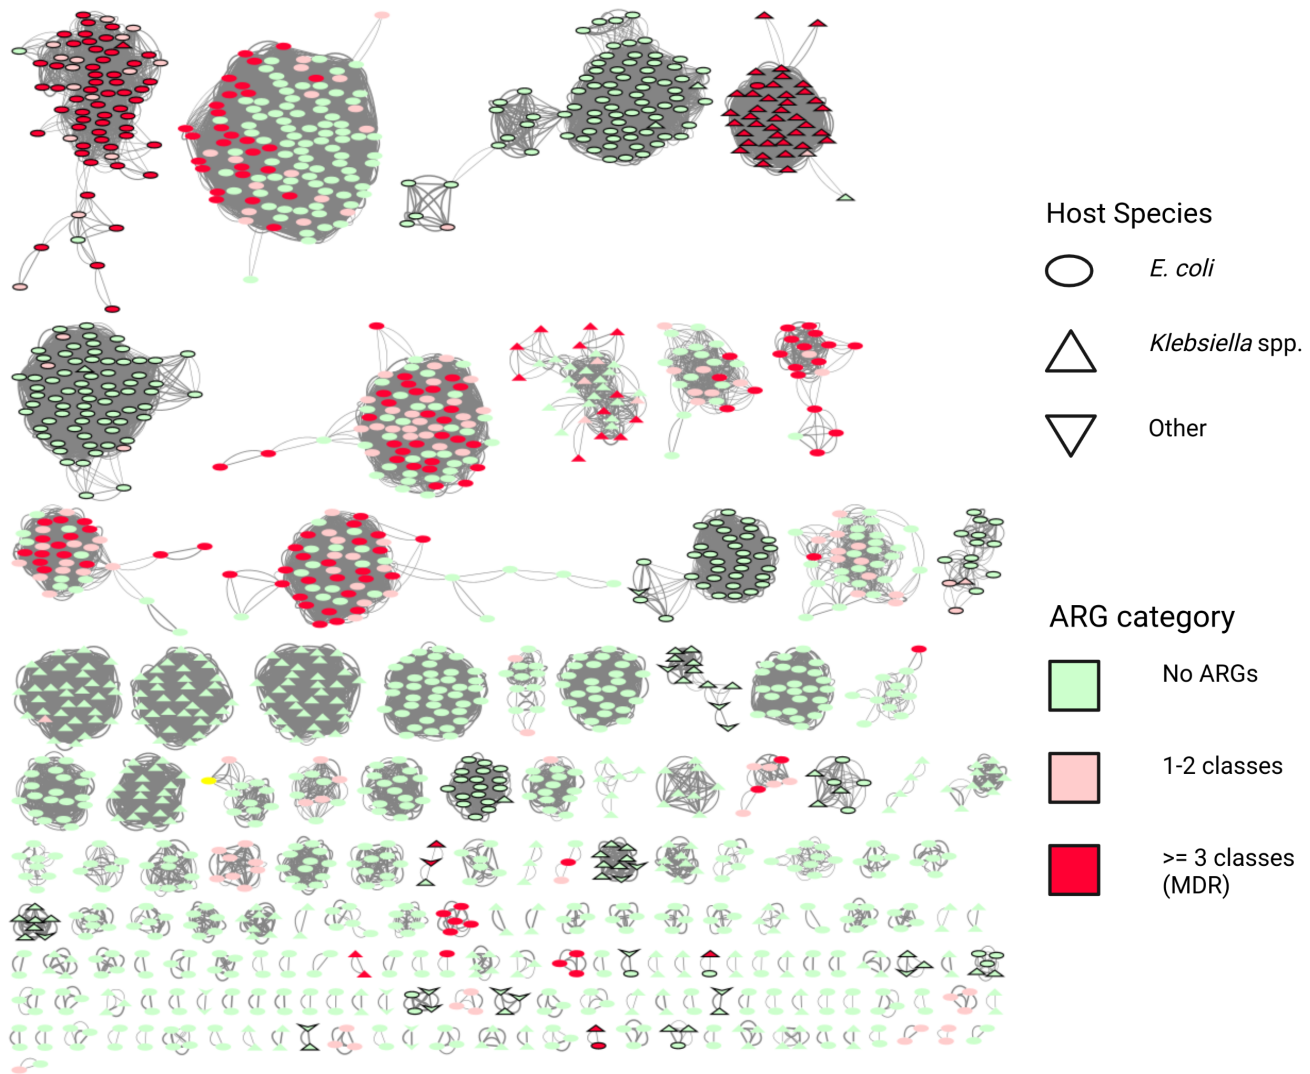 Host Species
E. coli
Klebsiella spp.
Other
ARG category
No ARGs
1-2 classes
>= 3 classes
(MDR)